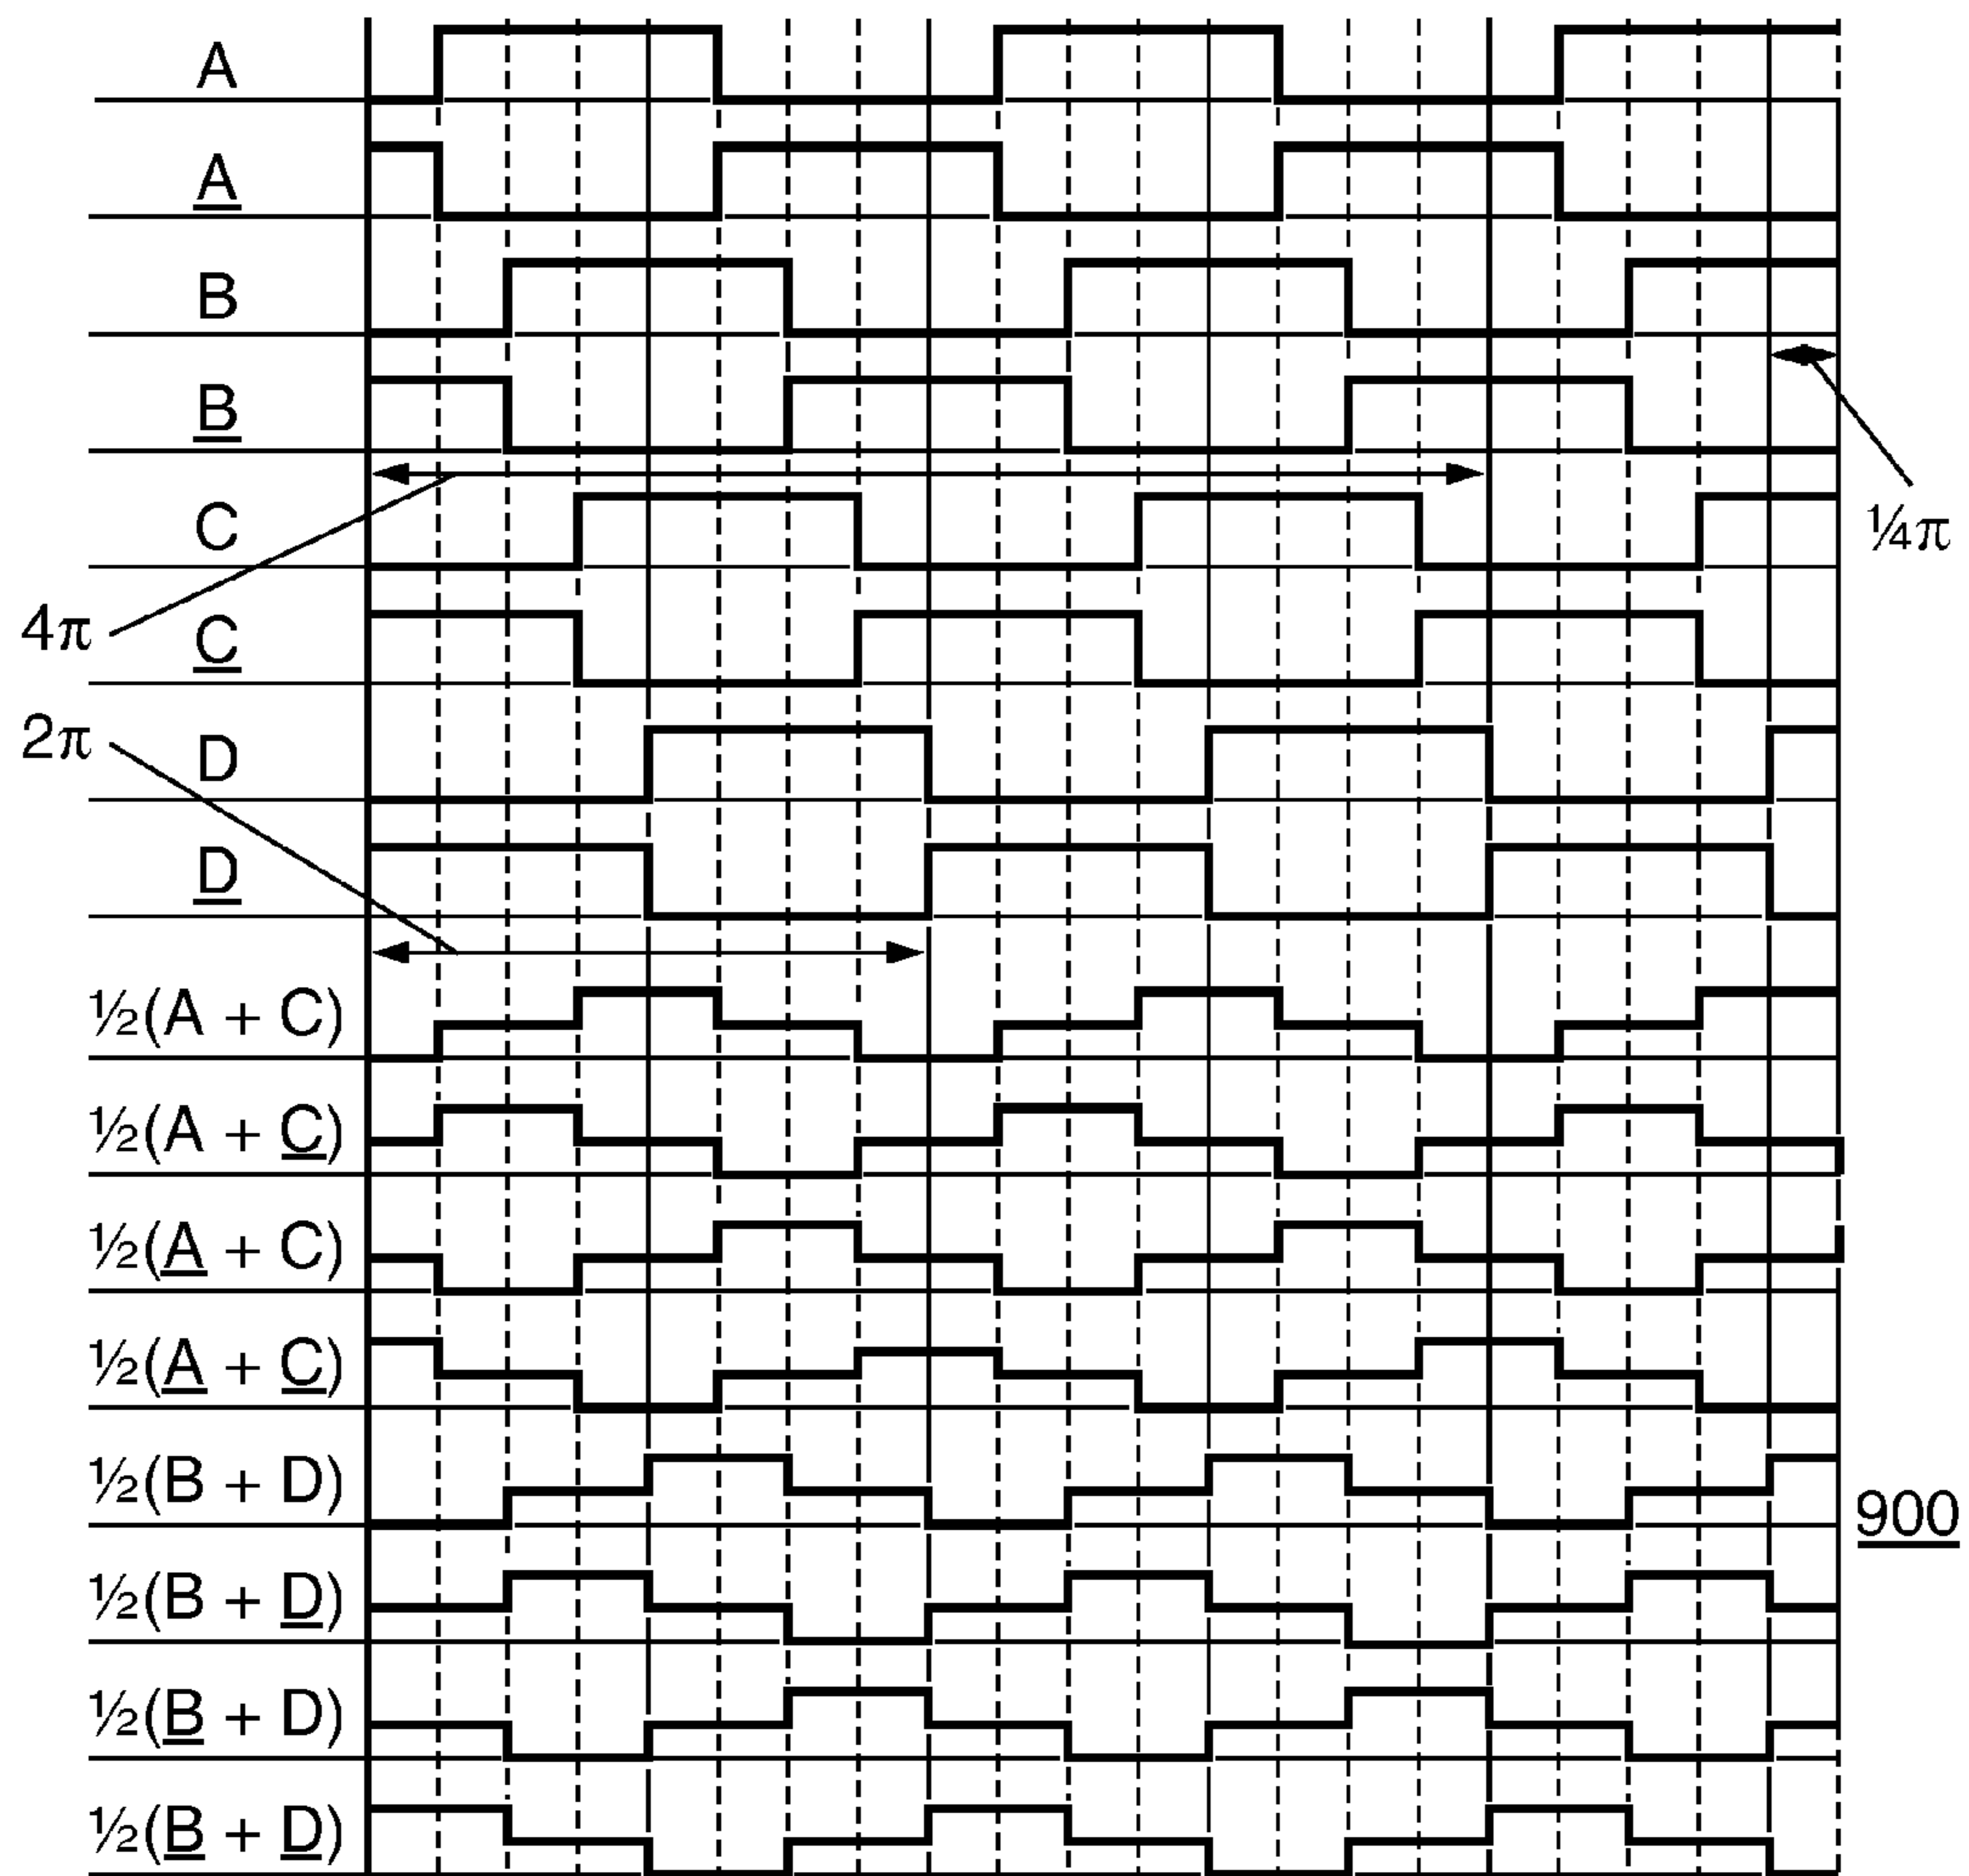 A
A̲
B
B̲
C
¼π
4π
C̲
2π
D
D̲
½(A + C)
½(A + C̲)
½(A̲ + C)
½(A̲ + C̲)
½(B + D)
900
½(B + D̲)
½(B̲ + D)
½(B̲ + D̲)